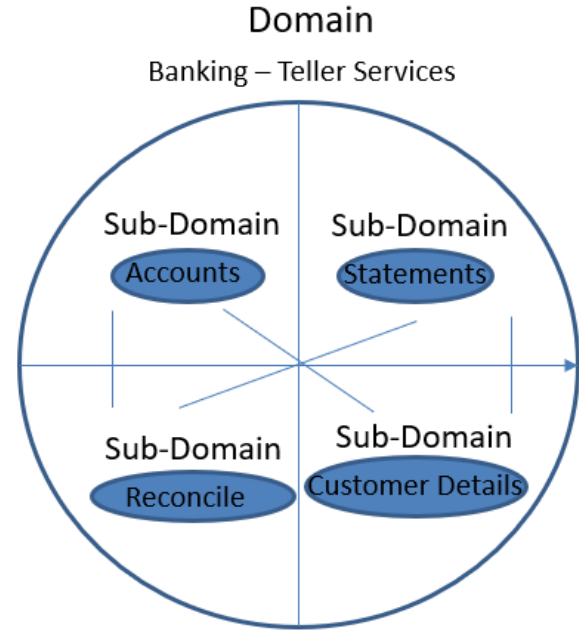 Domain
Banking – Teller Services
Sub-Domain
Accounts
Sub-Domain
Statements
Sub-Domain
Reconcile
Sub-Domain
Customer Details